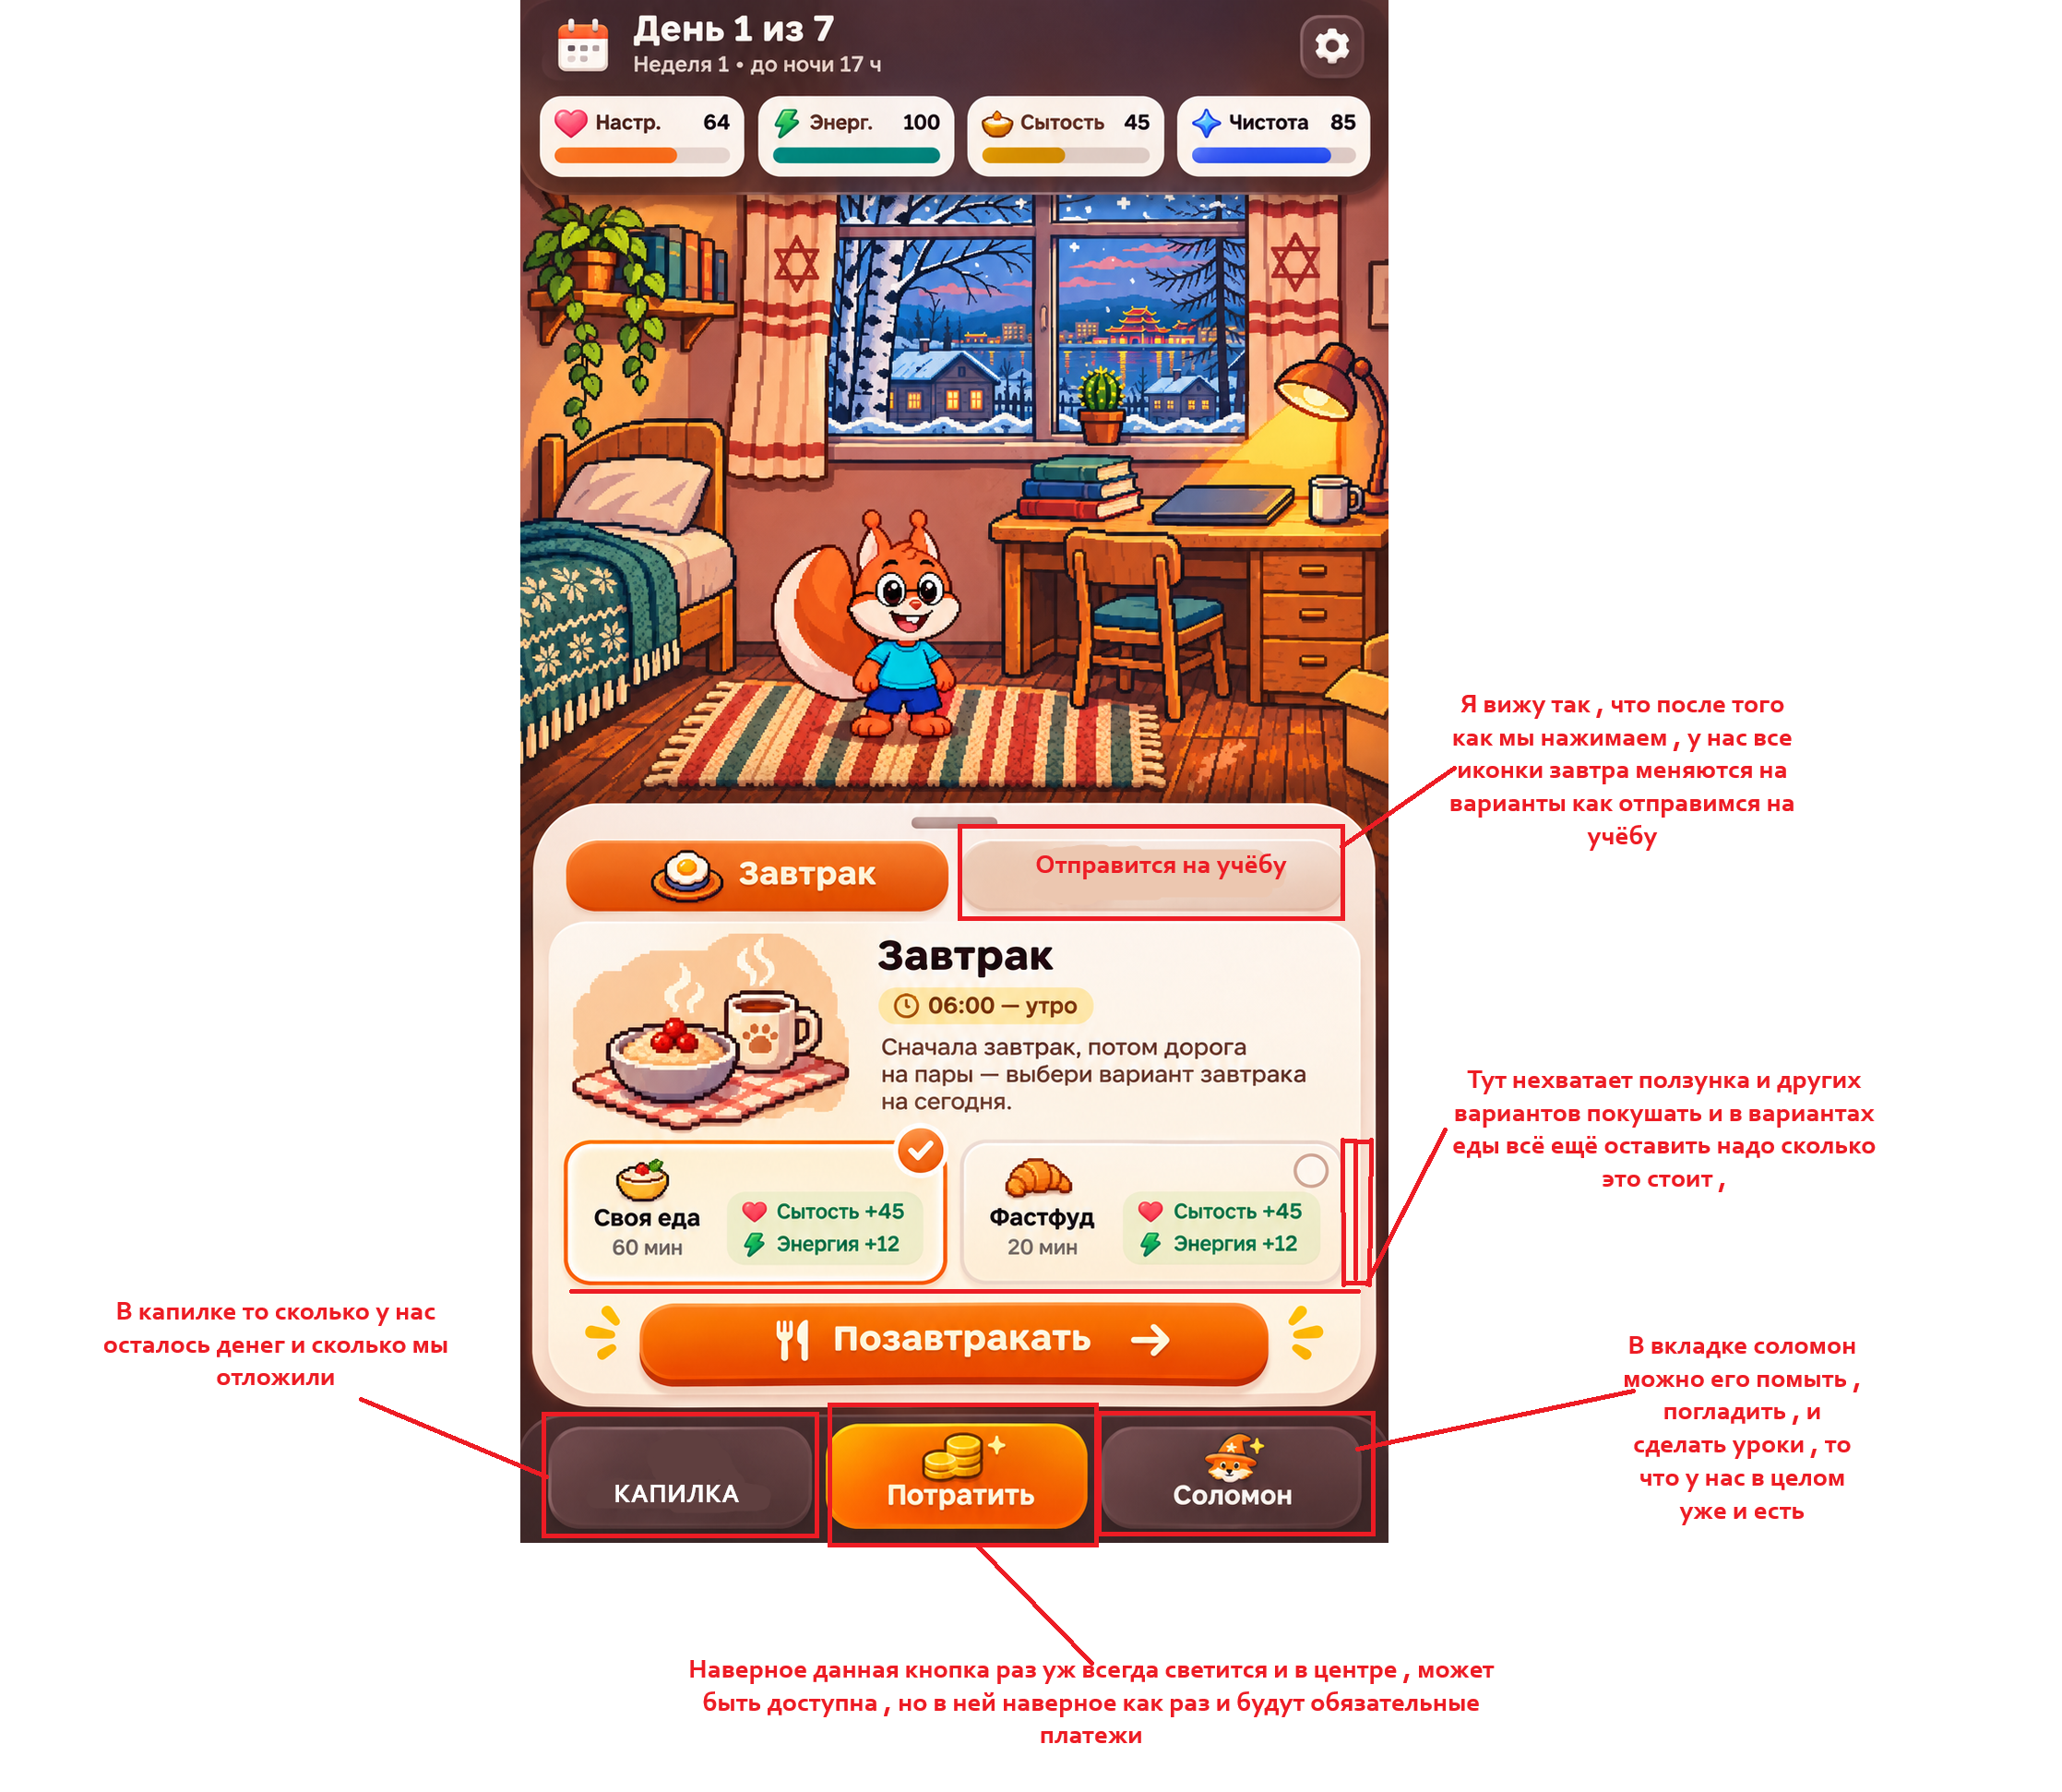 День 1 из 7
Неделя 1 • до ночи 17 ч
Настр. 64
Энерг. 100
Сытость 45
Чистота 85
Я вижу так , что после того
как мы нажимаем , у нас все
иконки завтра меняются на
варианты как отправимся на
учёбу
Завтрак
Отправится на учёбу
Завтрак
06:00 — утро
Сначала завтрак, потом дорога
на пары — выбери вариант завтрака
на сегодня.
Тут нехватает ползунка и других
вариантов покушать и в вариантах
еды всё ещё оставить надо сколько
это стоит ,
Своя еда
60 мин
Сытость +45
Энергия +12
Фастфуд
20 мин
Сытость +45
Энергия +12
В капилке то сколько у нас
осталось денег и сколько мы
отложили
Позавтракать
В вкладке соломон
можно его помыть ,
погладить , и
сделать уроки , то
что у нас в целом
уже и есть
КАПИЛКА
Потратить
Соломон
Наверное данная кнопка раз уж всегда светится и в центре , может
быть доступна , но в ней наверное как раз и будут обязательные
платежи